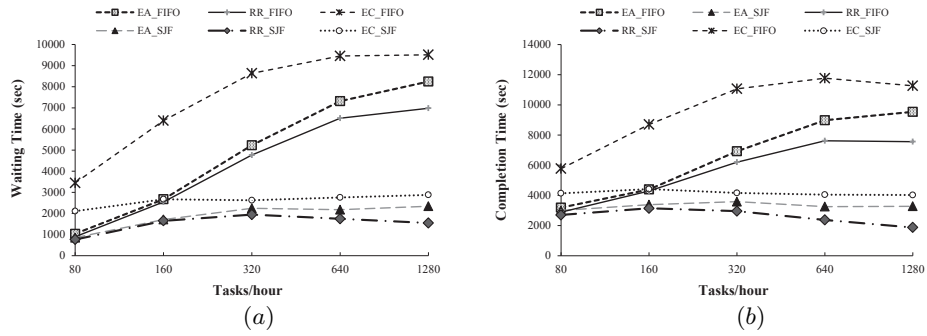 EA_FIFO RR_FIFO EC_FIFO
EA_SJF RR_SJF EC_SJF
Waiting Time (sec)
10000
9000
8000
7000
6000
5000
4000
3000
2000
1000
0
80 160 320 640 1280
Tasks/hour
(a)
EA_FIFO RR_FIFO EC_FIFO
EA_SJF RR_SJF EC_SJF
Completion Time (sec)
14000
12000
10000
8000
6000
4000
2000
0
80 160 320 640 1280
Tasks/hour
(b)